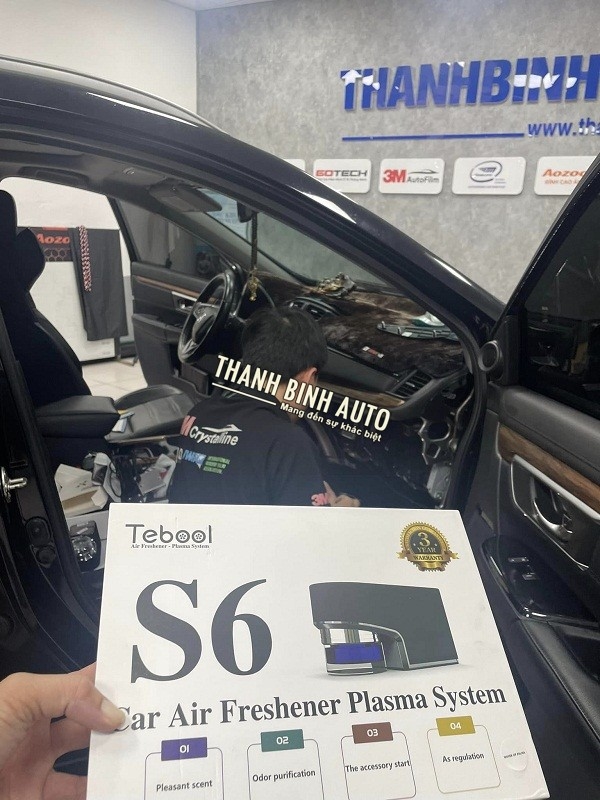 THANHBINH
www.tha
GOTECH
3M AutoFilm
Aozoo
Aozo
THANH BINH AUTO
Mang đến sự khác biệt
Crystalline
Tebool
Air Freshener - Plasma System
3
YEAR
WARRANTY
S6
Car Air Freshener Plasma System
01
02
03
04
Pleasant scent
Odor purification
The accessory start
As regulation